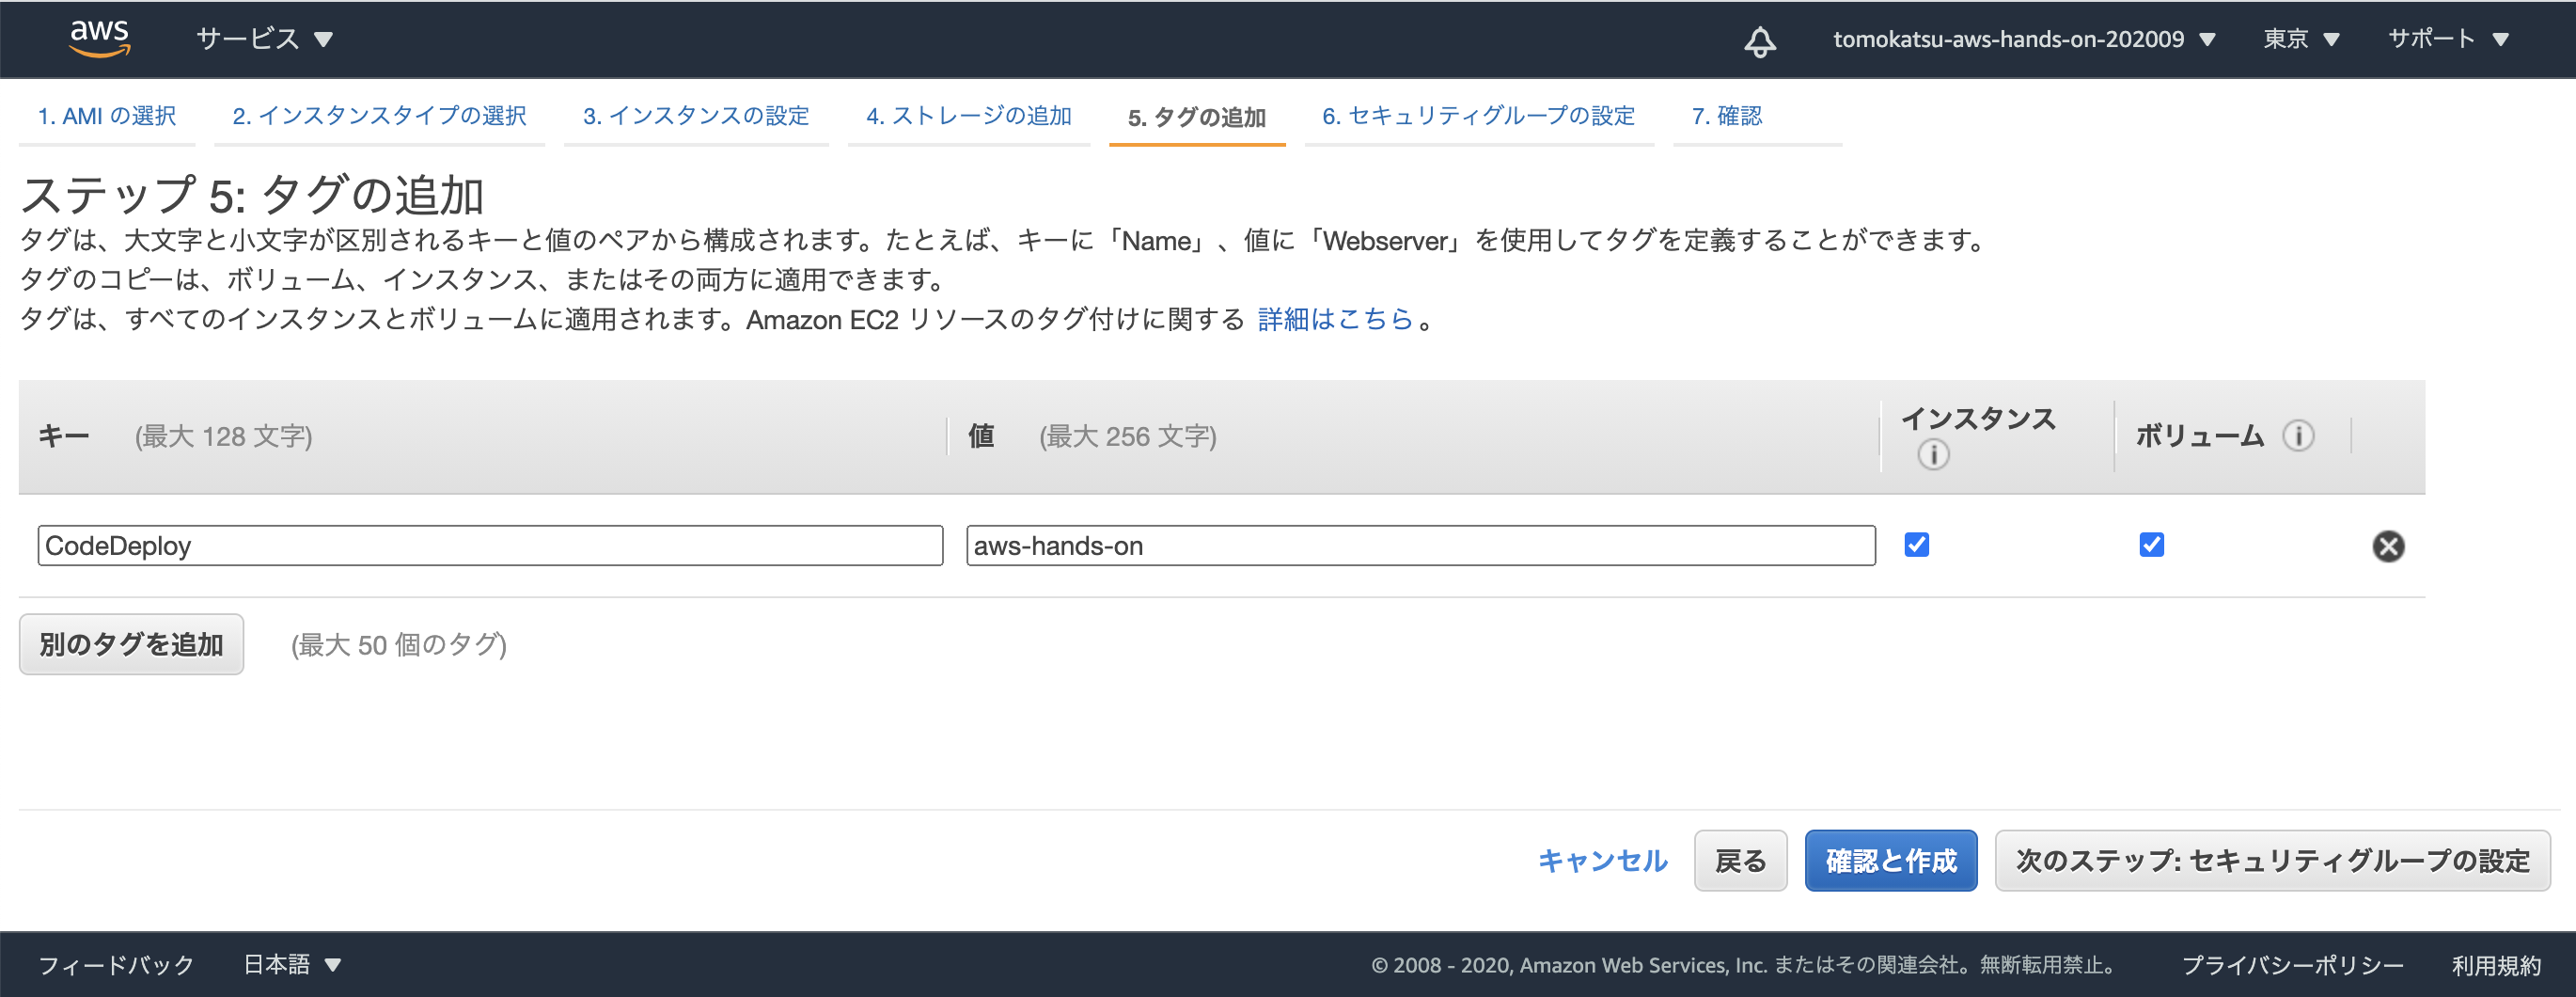 aws サービス tomokatsu-aws-hands-on-202009 東京 サポート
1. AMI の選択 2. インスタンスタイプの選択 3. インスタンスの設定 4. ストレージの追加 5. タグの追加 6. セキュリティグループの設定 7. 確認
ステップ 5: タグの追加
タグは、大文字と小文字が区別されるキーと値のペアから構成されます。たとえば、キーに「Name」、値に「Webserver」を使用してタグを定義することができます。
タグのコピーは、ボリューム、インスタンス、またはその両方に適用できます。
タグは、すべてのインスタンスとボリュームに適用されます。Amazon EC2 リソースのタグ付けに関する 詳細はこちら 。
キー (最大 128 文字) 値 (最大 256 文字) インスタンス ボリューム
CodeDeploy aws-hands-on
別のタグを追加 (最大 50 個のタグ)
キャンセル 戻る 確認と作成 次のステップ: セキュリティグループの設定
フィードバック 日本語 © 2008 - 2020, Amazon Web Services, Inc. またはその関連会社。無断転用禁止。 プライバシーポリシー 利用規約